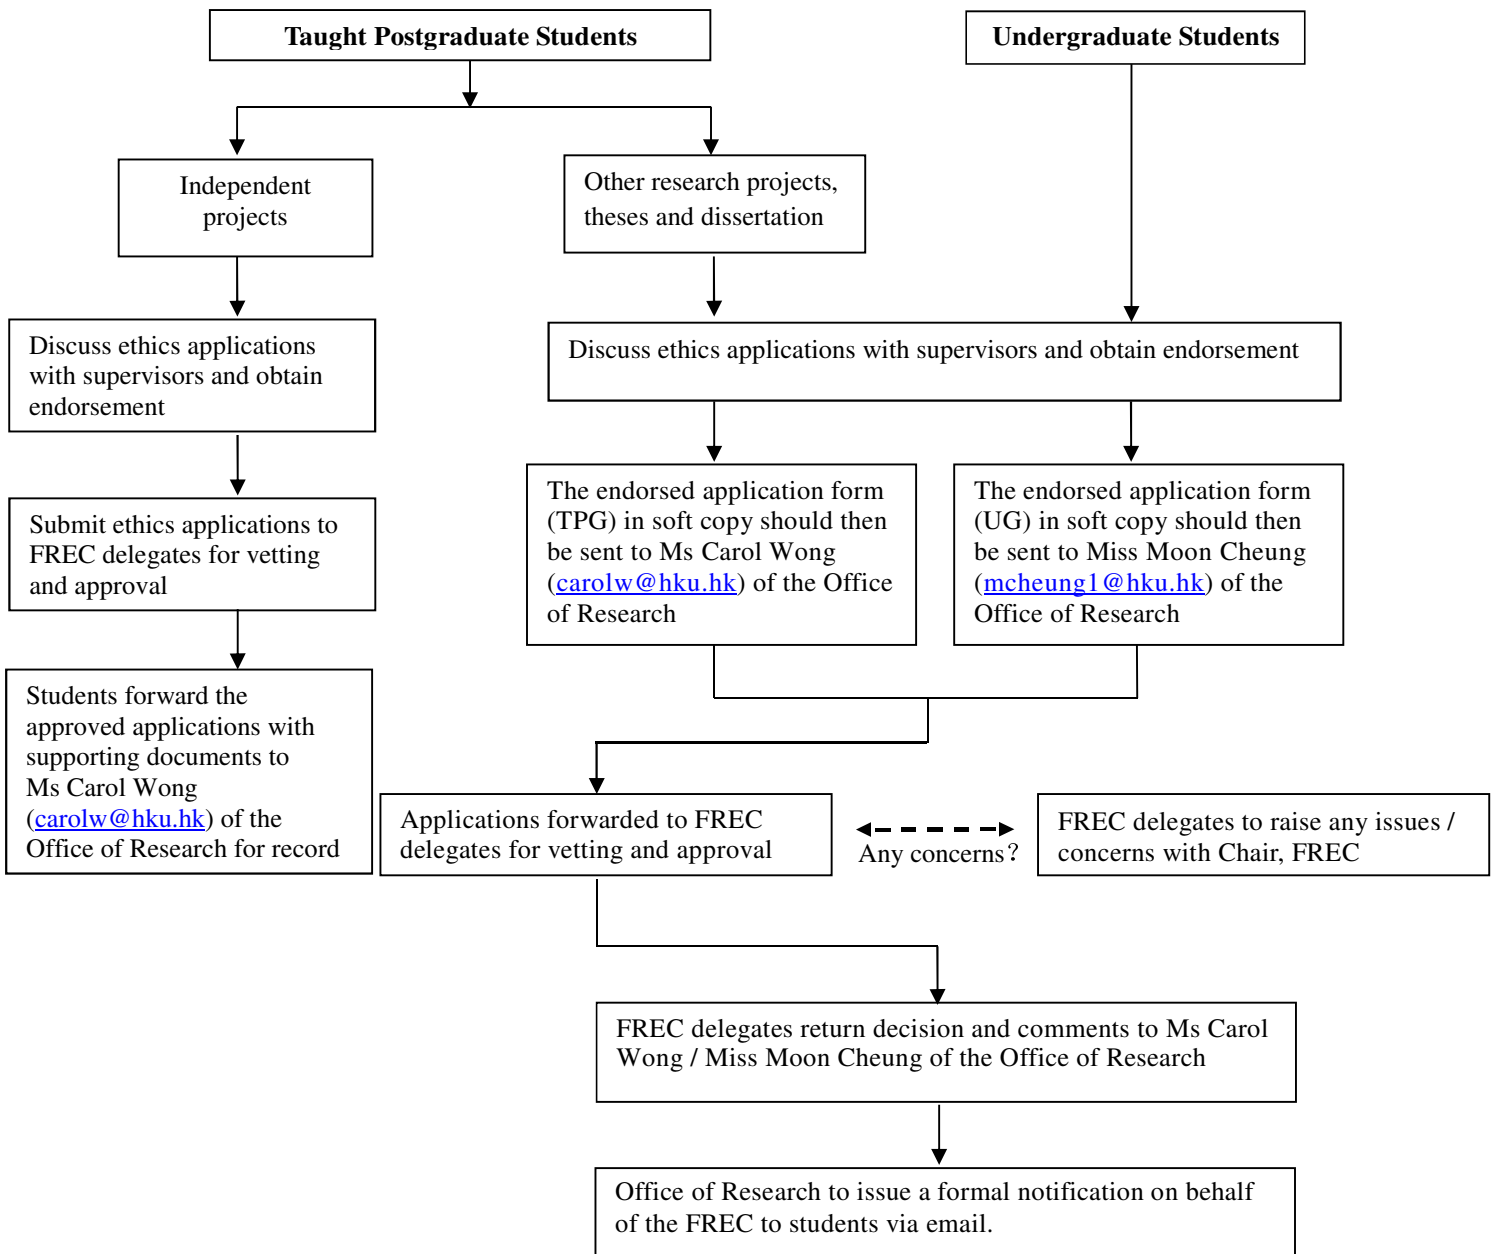 Taught Postgraduate Students
Undergraduate Students
Independent
projects
Other research projects,
theses and dissertation
Discuss ethics applications
with supervisors and obtain
endorsement
Discuss ethics applications with supervisors and obtain endorsement
Submit ethics applications to
FREC delegates for vetting
and approval
The endorsed application form
(TPG) in soft copy should then
be sent to Ms Carol Wong
(carolw@hku.hk) of the Office
of Research
The endorsed application form
(UG) in soft copy should then
be sent to Miss Moon Cheung
(mcheung1@hku.hk) of the
Office of Research
Students forward the
approved applications with
supporting documents to
Ms Carol Wong
(carolw@hku.hk) of the
Office of Research for record
Applications forwarded to FREC
delegates for vetting and approval
Any concerns?
FREC delegates to raise any issues /
concerns with Chair, FREC
FREC delegates return decision and comments to Ms Carol
Wong / Miss Moon Cheung of the Office of Research
Office of Research to issue a formal notification on behalf
of the FREC to students via email.